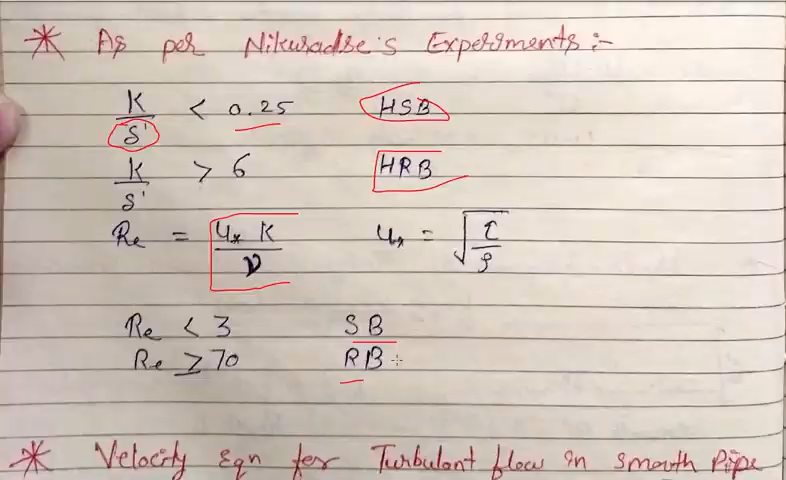 * As per Nikuradse's Experiments :-
K/S' < 0.25 HSB
K/S' > 6 HRB
Re = u* K/ν u* = √τ/ρ
Re < 3 SB
Re ≥ 70 RB
* Velocity Eqn for Turbulant flow in smooth Pipe